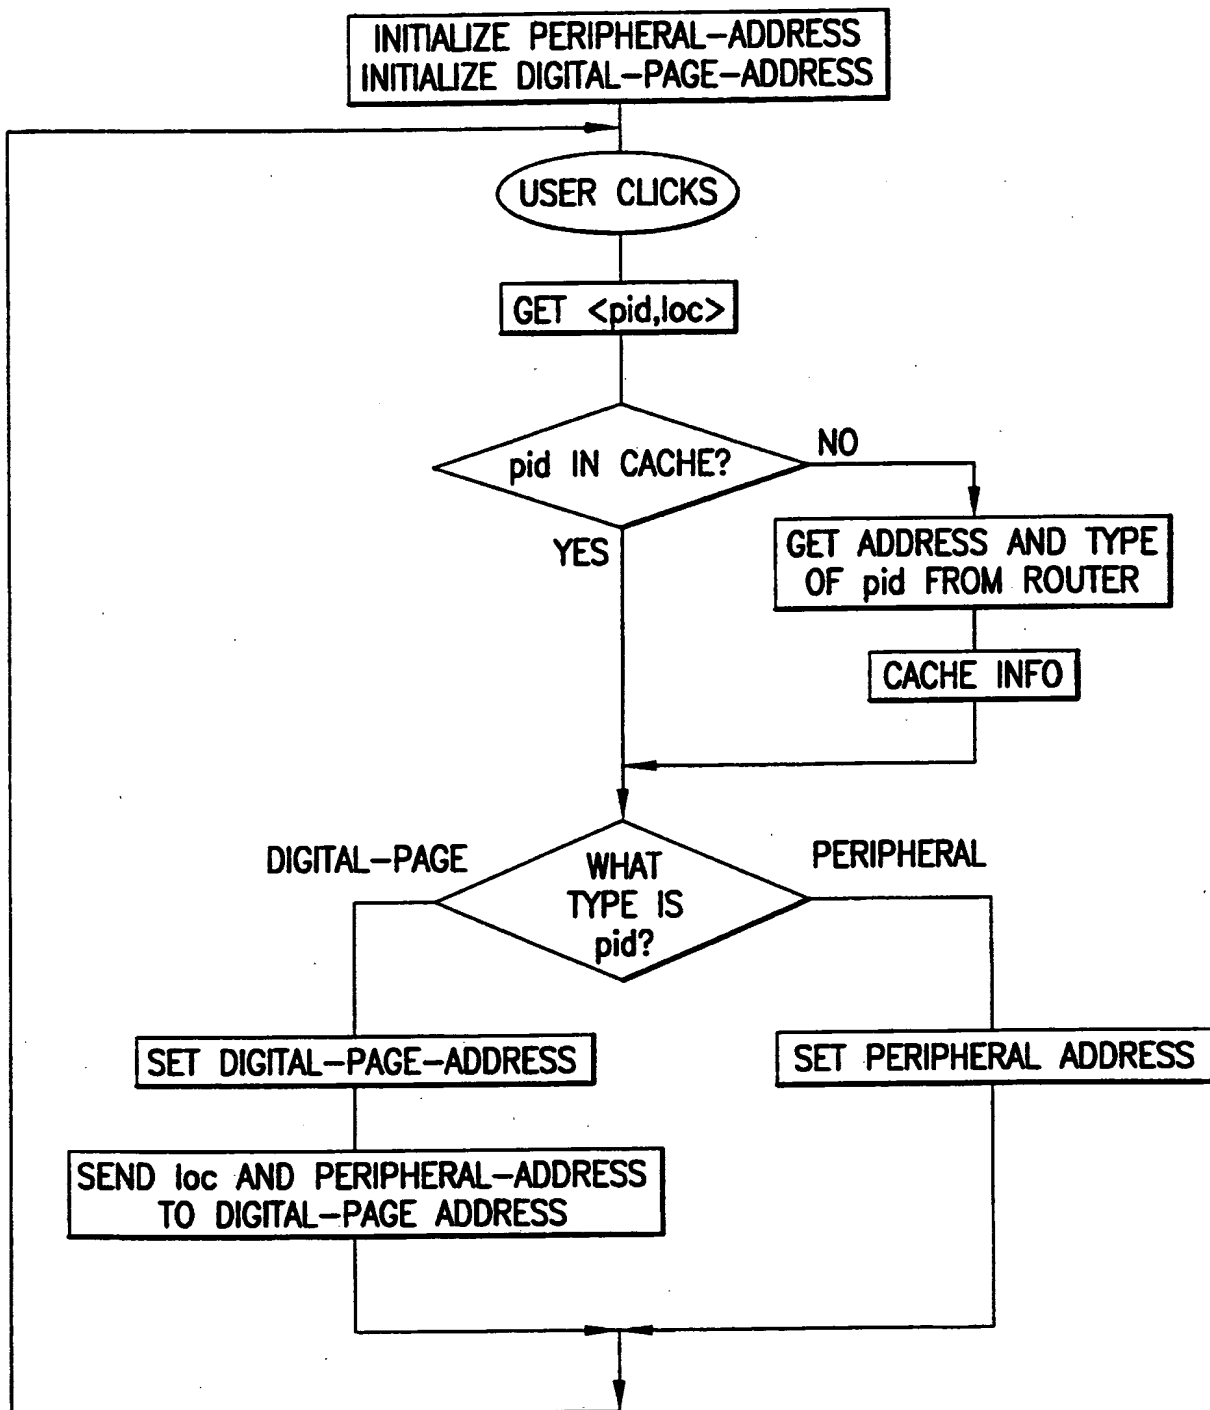 INITIALIZE PERIPHERAL-ADDRESS
INITIALIZE DIGITAL-PAGE-ADDRESS
USER CLICKS
GET <pid,loc>
pid IN CACHE?
NO
YES
GET ADDRESS AND TYPE
OF pid FROM ROUTER
CACHE INFO
DIGITAL-PAGE
WHAT
TYPE IS
pid?
PERIPHERAL
SET DIGITAL-PAGE-ADDRESS
SET PERIPHERAL ADDRESS
SEND loc AND PERIPHERAL-ADDRESS
TO DIGITAL-PAGE ADDRESS